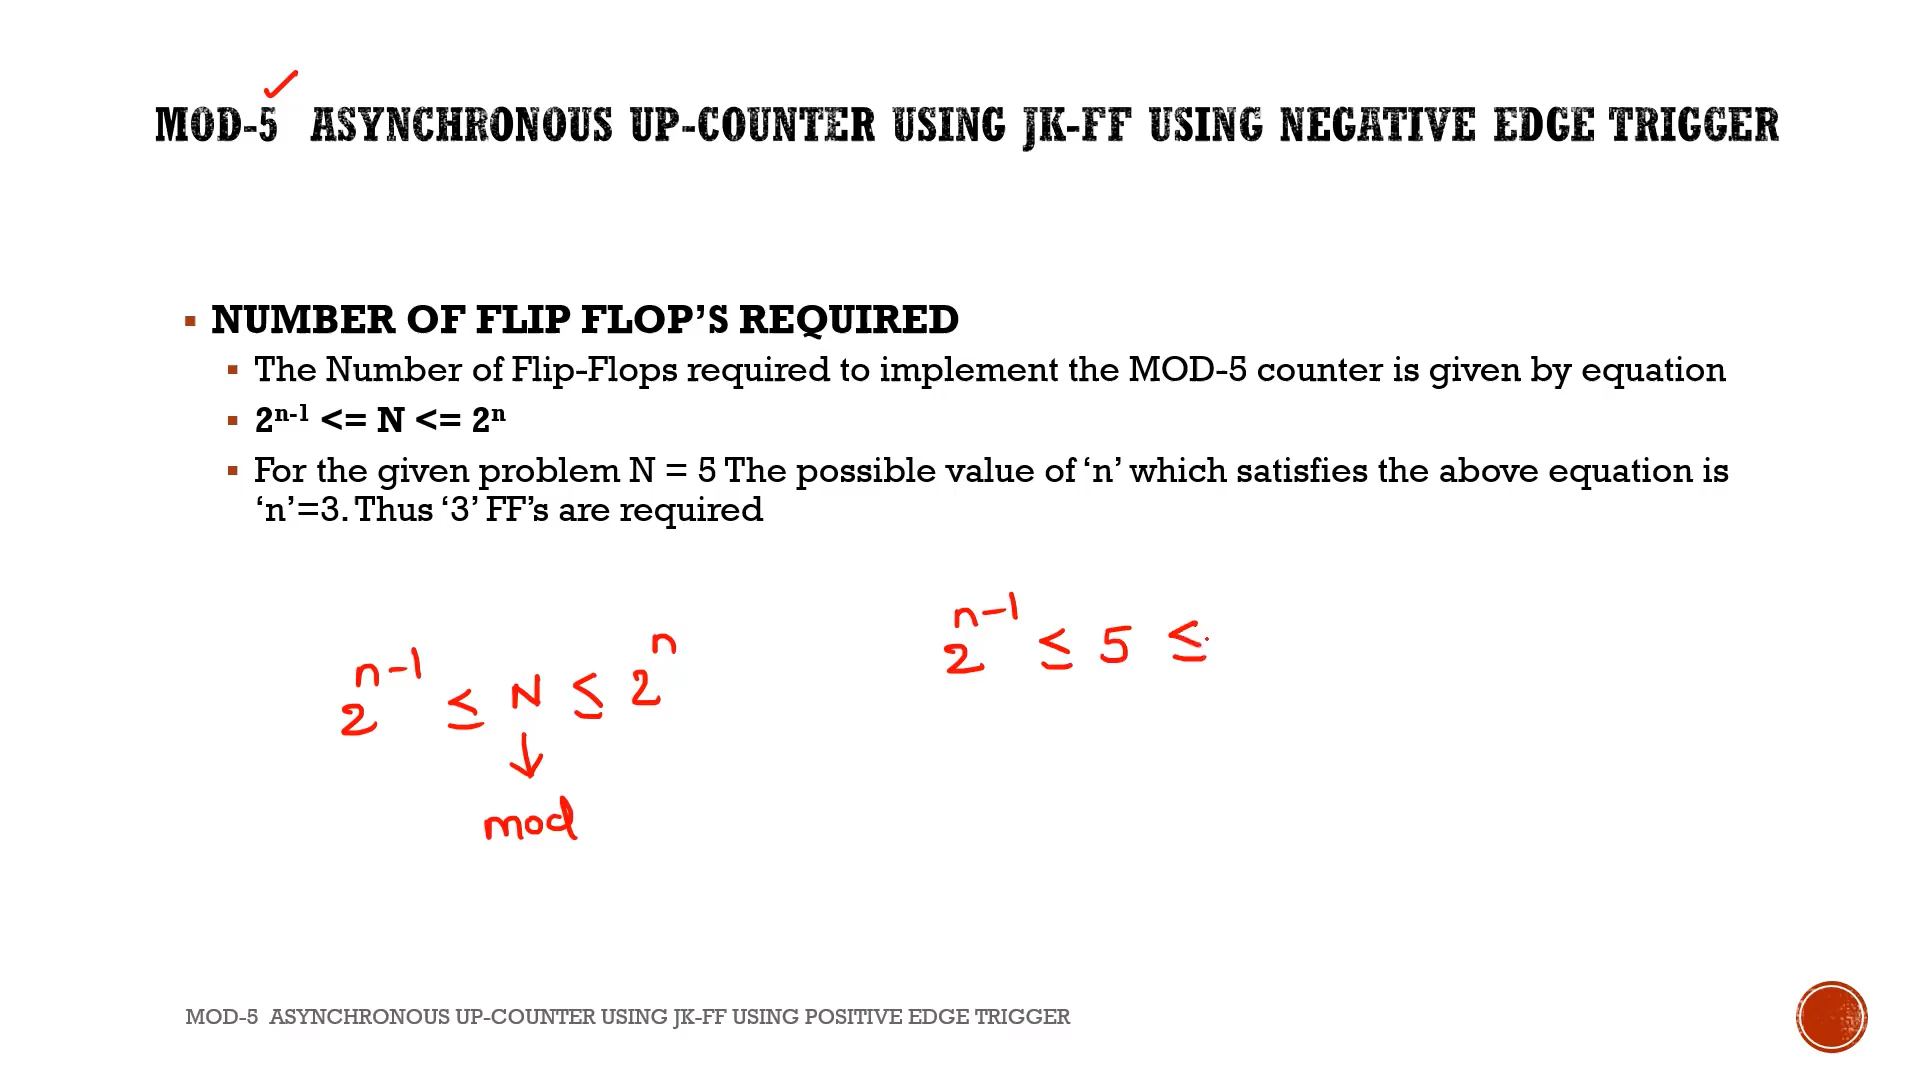 MOD-5 ASYNCHRONOUS UP-COUNTER USING JK-FF USING NEGATIVE EDGE TRIGGER
NUMBER OF FLIP FLOP’S REQUIRED
The Number of Flip-Flops required to implement the MOD-5 counter is given by equation
2ⁿ⁻¹ <= N <= 2ⁿ
For the given problem N = 5 The possible value of ‘n’ which satisfies the above equation is
‘n’=3. Thus ‘3’ FF’s are required
2ⁿ⁻¹ ≤ N ≤ 2ⁿ
↓
mod
2ⁿ⁻¹ ≤ 5 ≤
MOD-5 ASYNCHRONOUS UP-COUNTER USING JK-FF USING POSITIVE EDGE TRIGGER